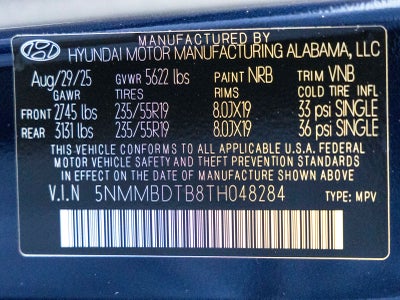 MANUFACTURED BY
HYUNDAI MOTOR MANUFACTURING ALABAMA, LLC
Aug/29/25 GVWR 5622 lbs PAINT NRB TRIM VNB
GAWR TIRES RIMS COLD TIRE INFL
FRONT 2745 lbs 235/55R19 8.0JX19 33 psi SINGLE
REAR 3131 lbs 235/55R19 8.0JX19 36 psi SINGLE
THIS VEHICLE CONFORMS TO ALL APPLICABLE U.S.A. FEDERAL
MOTOR VEHICLE SAFETY, BUMPER, AND THEFT PREVENTION STANDARDS
IN EFFECT ON THE DATE OF MANUFACTURE SHOWN ABOVE.
V.I.N 5NMMBDTB8TH048284 TYPE: MPV